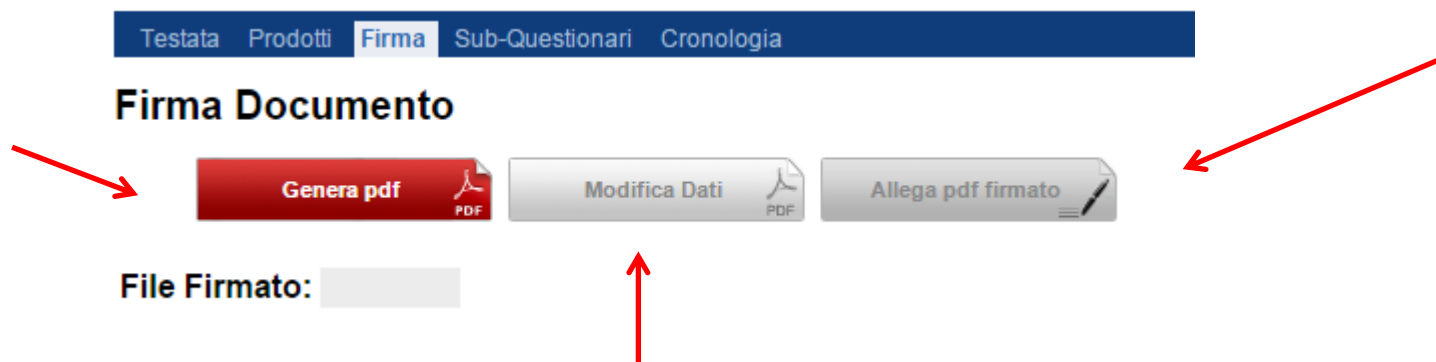 Testata Prodotti Firma Sub-Questionari Cronologia
Firma Documento
Genera pdf PDF Modifica Dati PDF Allega pdf firmato
File Firmato: